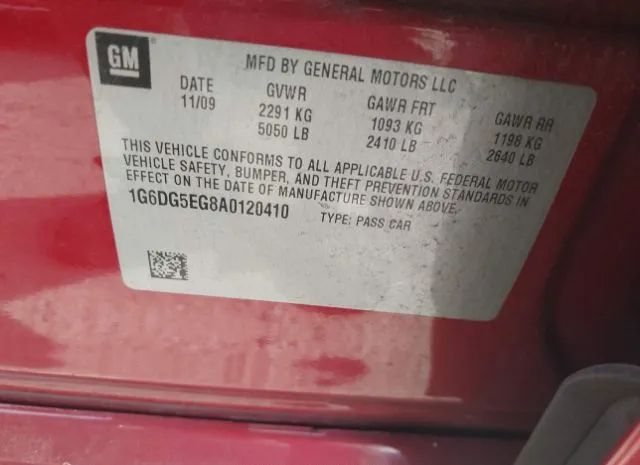 GM
MFD BY GENERAL MOTORS LLC
DATE GVWR GAWR FRT GAWR RR
11/09 2291 KG 1093 KG 1198 KG
5050 LB 2410 LB 2640 LB
THIS VEHICLE CONFORMS TO ALL APPLICABLE U.S. FEDERAL MOTOR
VEHICLE SAFETY, BUMPER, AND THEFT PREVENTION STANDARDS IN
EFFECT ON THE DATE OF MANUFACTURE SHOWN ABOVE.
1G6DG5EG8A0120410 TYPE: PASS CAR